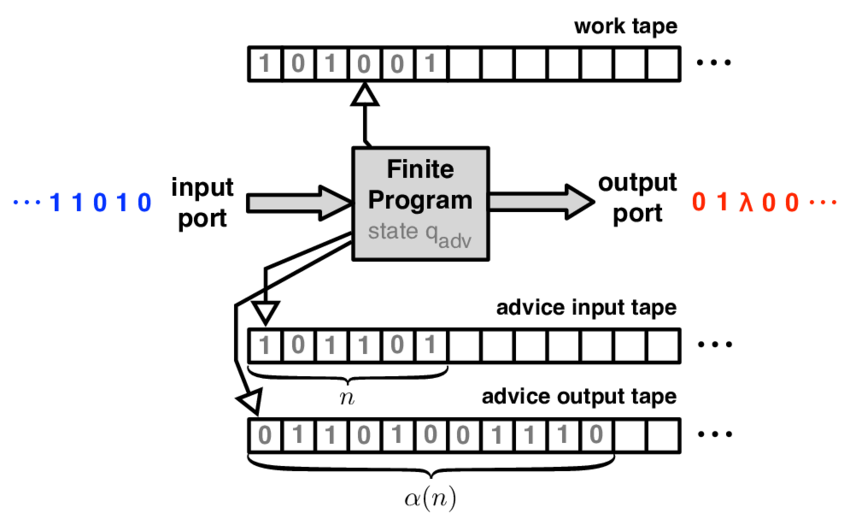 work tape
1 0 1 0 0 1 ···
Finite
Program
state q_adv
··· 1 1 0 1 0
input
port
output
port
0 1 λ 0 0 ···
advice input tape
1 0 1 1 0 1 ···
n
advice output tape
0 1 1 0 1 0 0 1 1 1 0 ···
α(n)